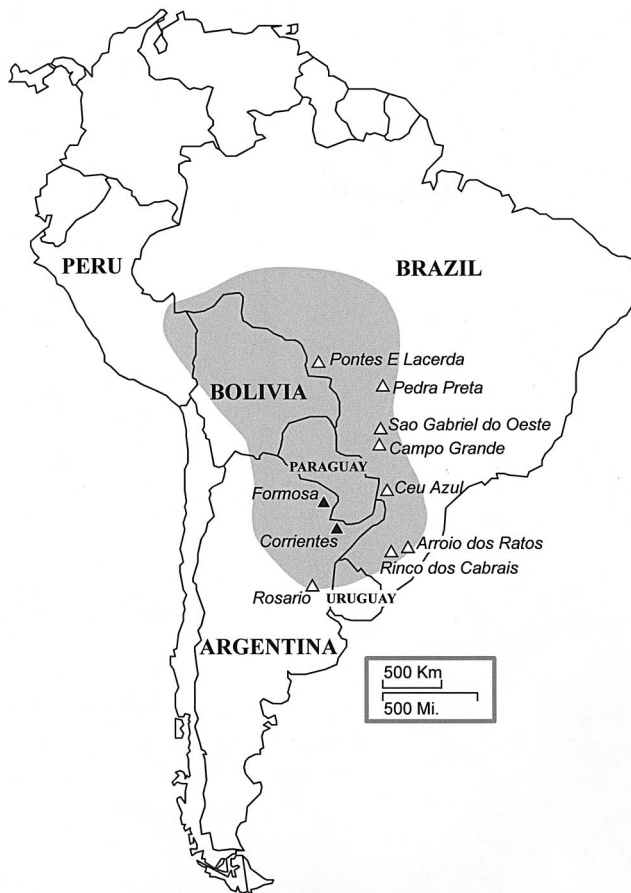 PERU
BRAZIL
Pontes E Lacerda
BOLIVIA
Pedra Preta
Sao Gabriel do Oeste
Campo Grande
PARAGUAY
Formosa
Ceu Azul
Corrientes
Arroio dos Ratos
Rinco dos Cabrais
Rosario
URUGUAY
ARGENTINA
500 Km
500 Mi.